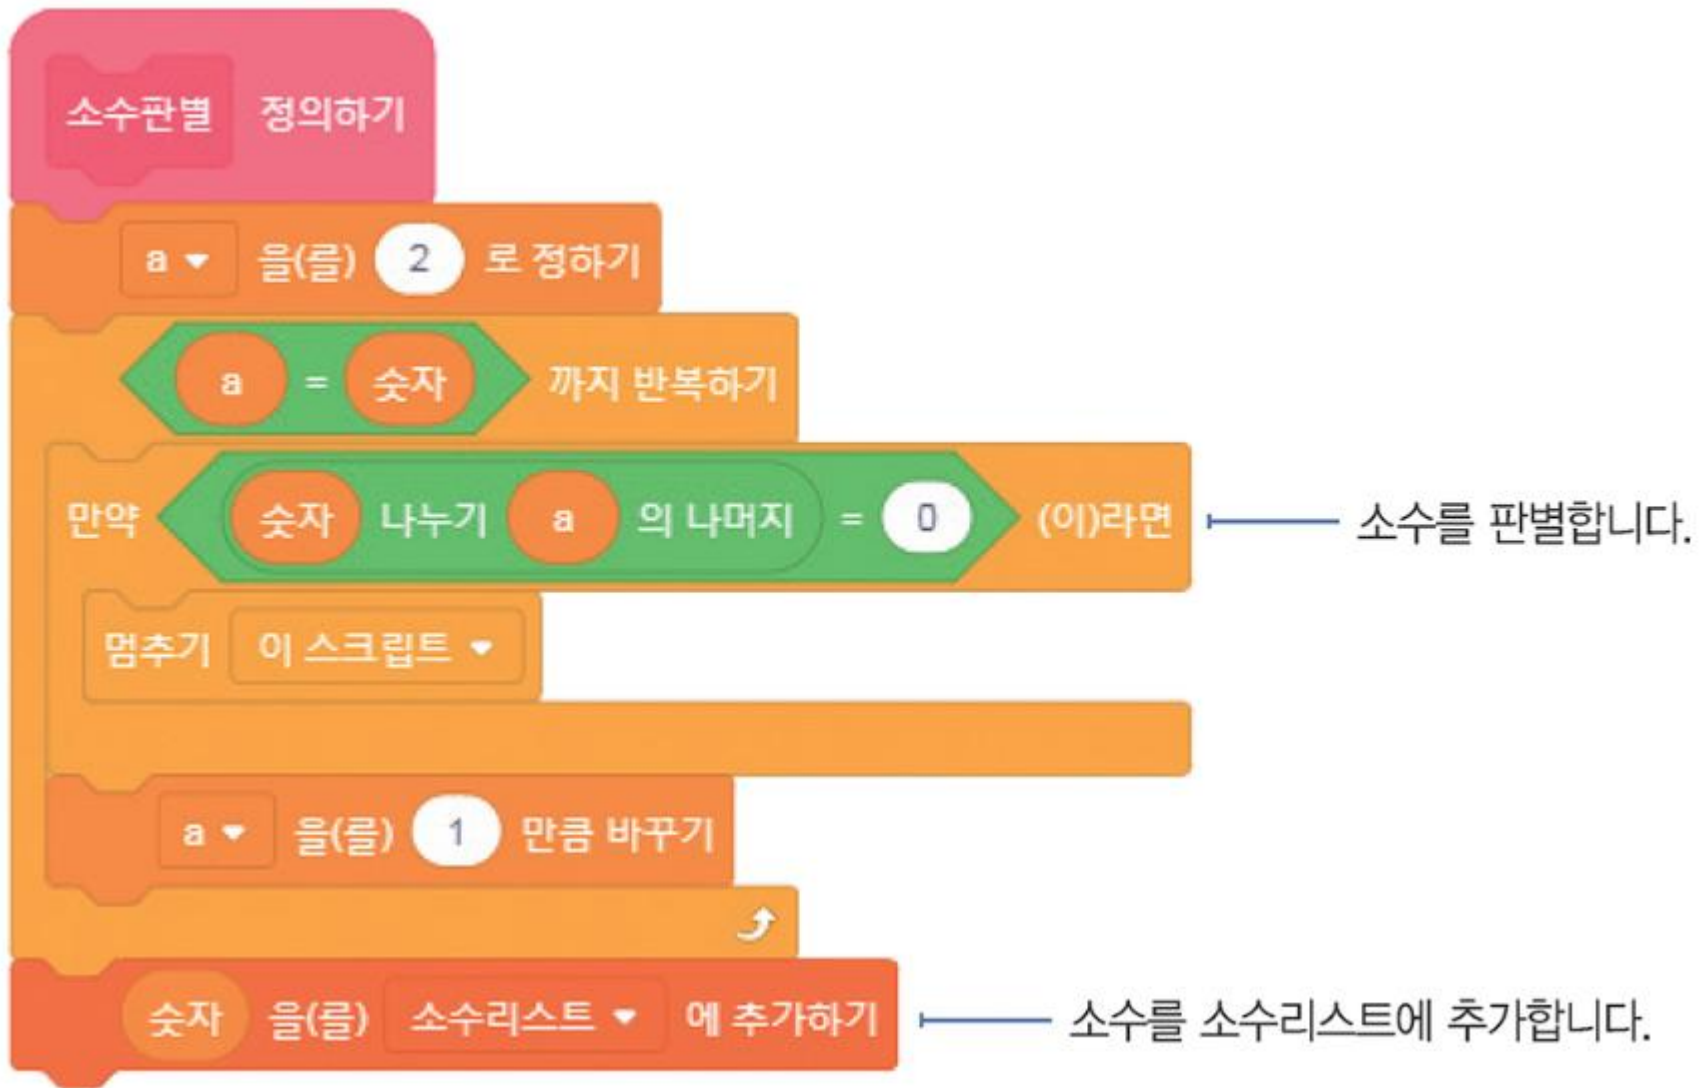 소수판별 정의하기
a 을(를) 2 로 정하기
a = 숫자 까지 반복하기
만약 숫자 나누기 a 의 나머지 = 0 (이)라면 소수를 판별합니다.
멈추기 이 스크립트
a 을(를) 1 만큼 바꾸기
숫자 을(를) 소수리스트 에 추가하기 소수를 소수리스트에 추가합니다.